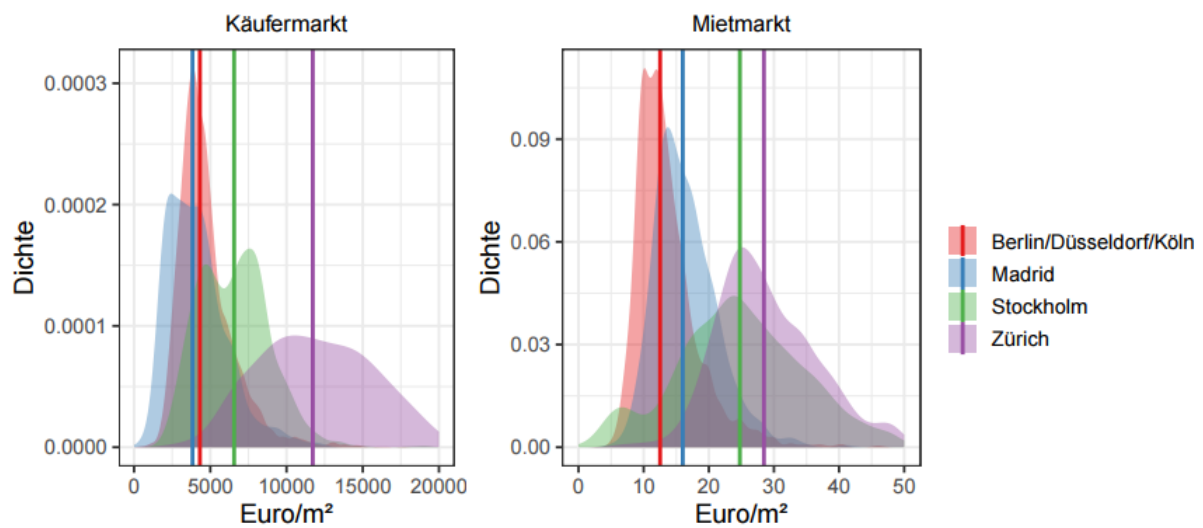 Käufermarkt
Dichte
0.0003
0.0002
0.0001
0.0000
0 5000 10000 15000 20000
Euro/m²
Mietmarkt
Dichte
0.09
0.06
0.03
0.00
0 10 20 30 40 50
Euro/m²
Berlin/Düsseldorf/Köln
Madrid
Stockholm
Zürich